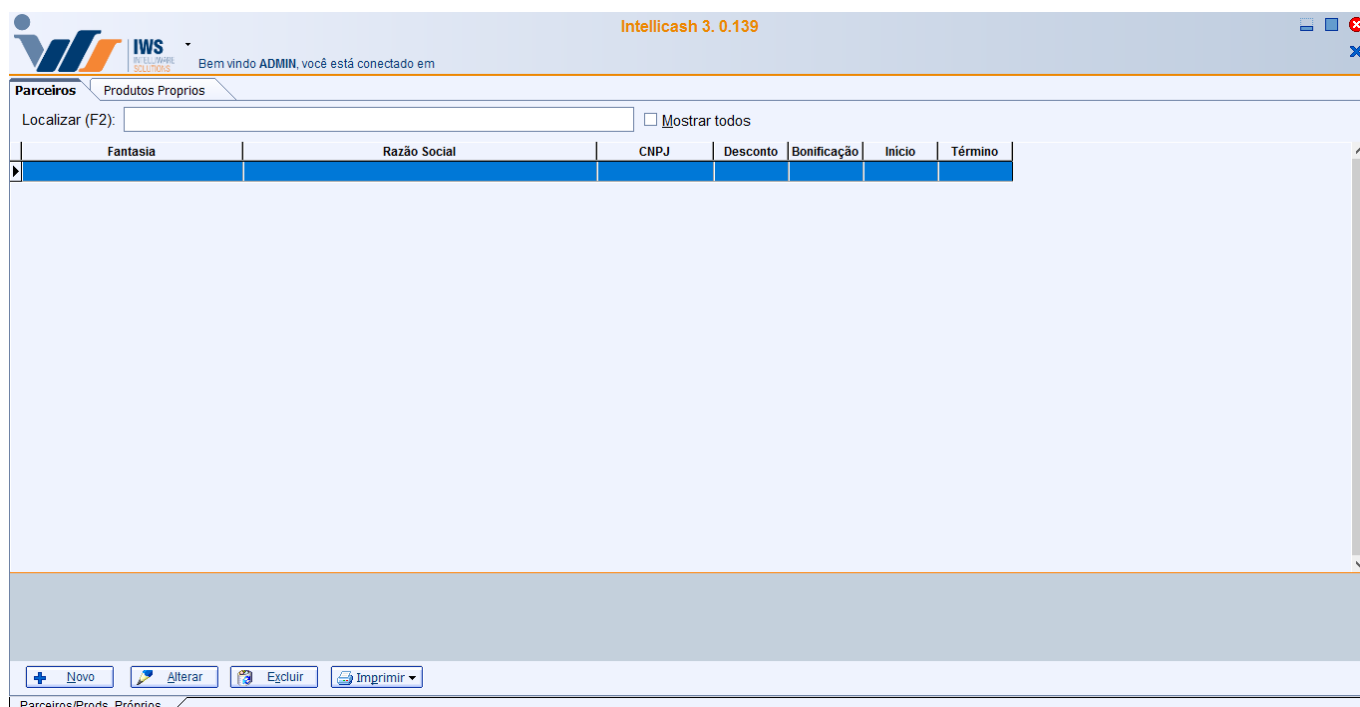 Intellicash 3. 0.139
IWS
INTELLIWARE
SOLUTIONS
Bem vindo ADMIN, você está conectado em
Parceiros Produtos Proprios
Localizar (F2): Mostrar todos
Fantasia Razão Social CNPJ Desconto Bonificação Início Término
Novo Alterar Excluir Imprimir
Parceiros/Prods. Próprios